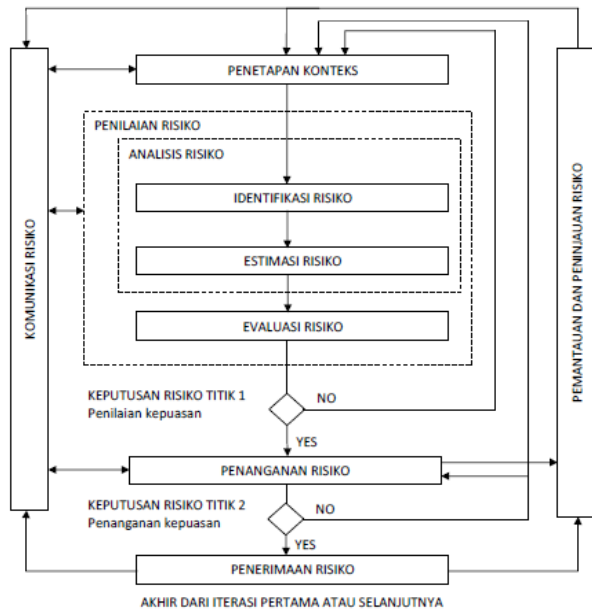 PENETAPAN KONTEKS
PENILAIAN RISIKO
ANALISIS RISIKO
IDENTIFIKASI RISIKO
ESTIMASI RISIKO
EVALUASI RISIKO
KOMUNIKASI RISIKO
PEMANTAUAN DAN PENINJAUAN RISIKO
KEPUTUSAN RISIKO TITIK 1
Penilaian kepuasan
NO
YES
PENANGANAN RISIKO
KEPUTUSAN RISIKO TITIK 2
Penanganan kepuasan
NO
YES
PENERIMAAN RISIKO
AKHIR DARI ITERASI PERTAMA ATAU SELANJUTNYA